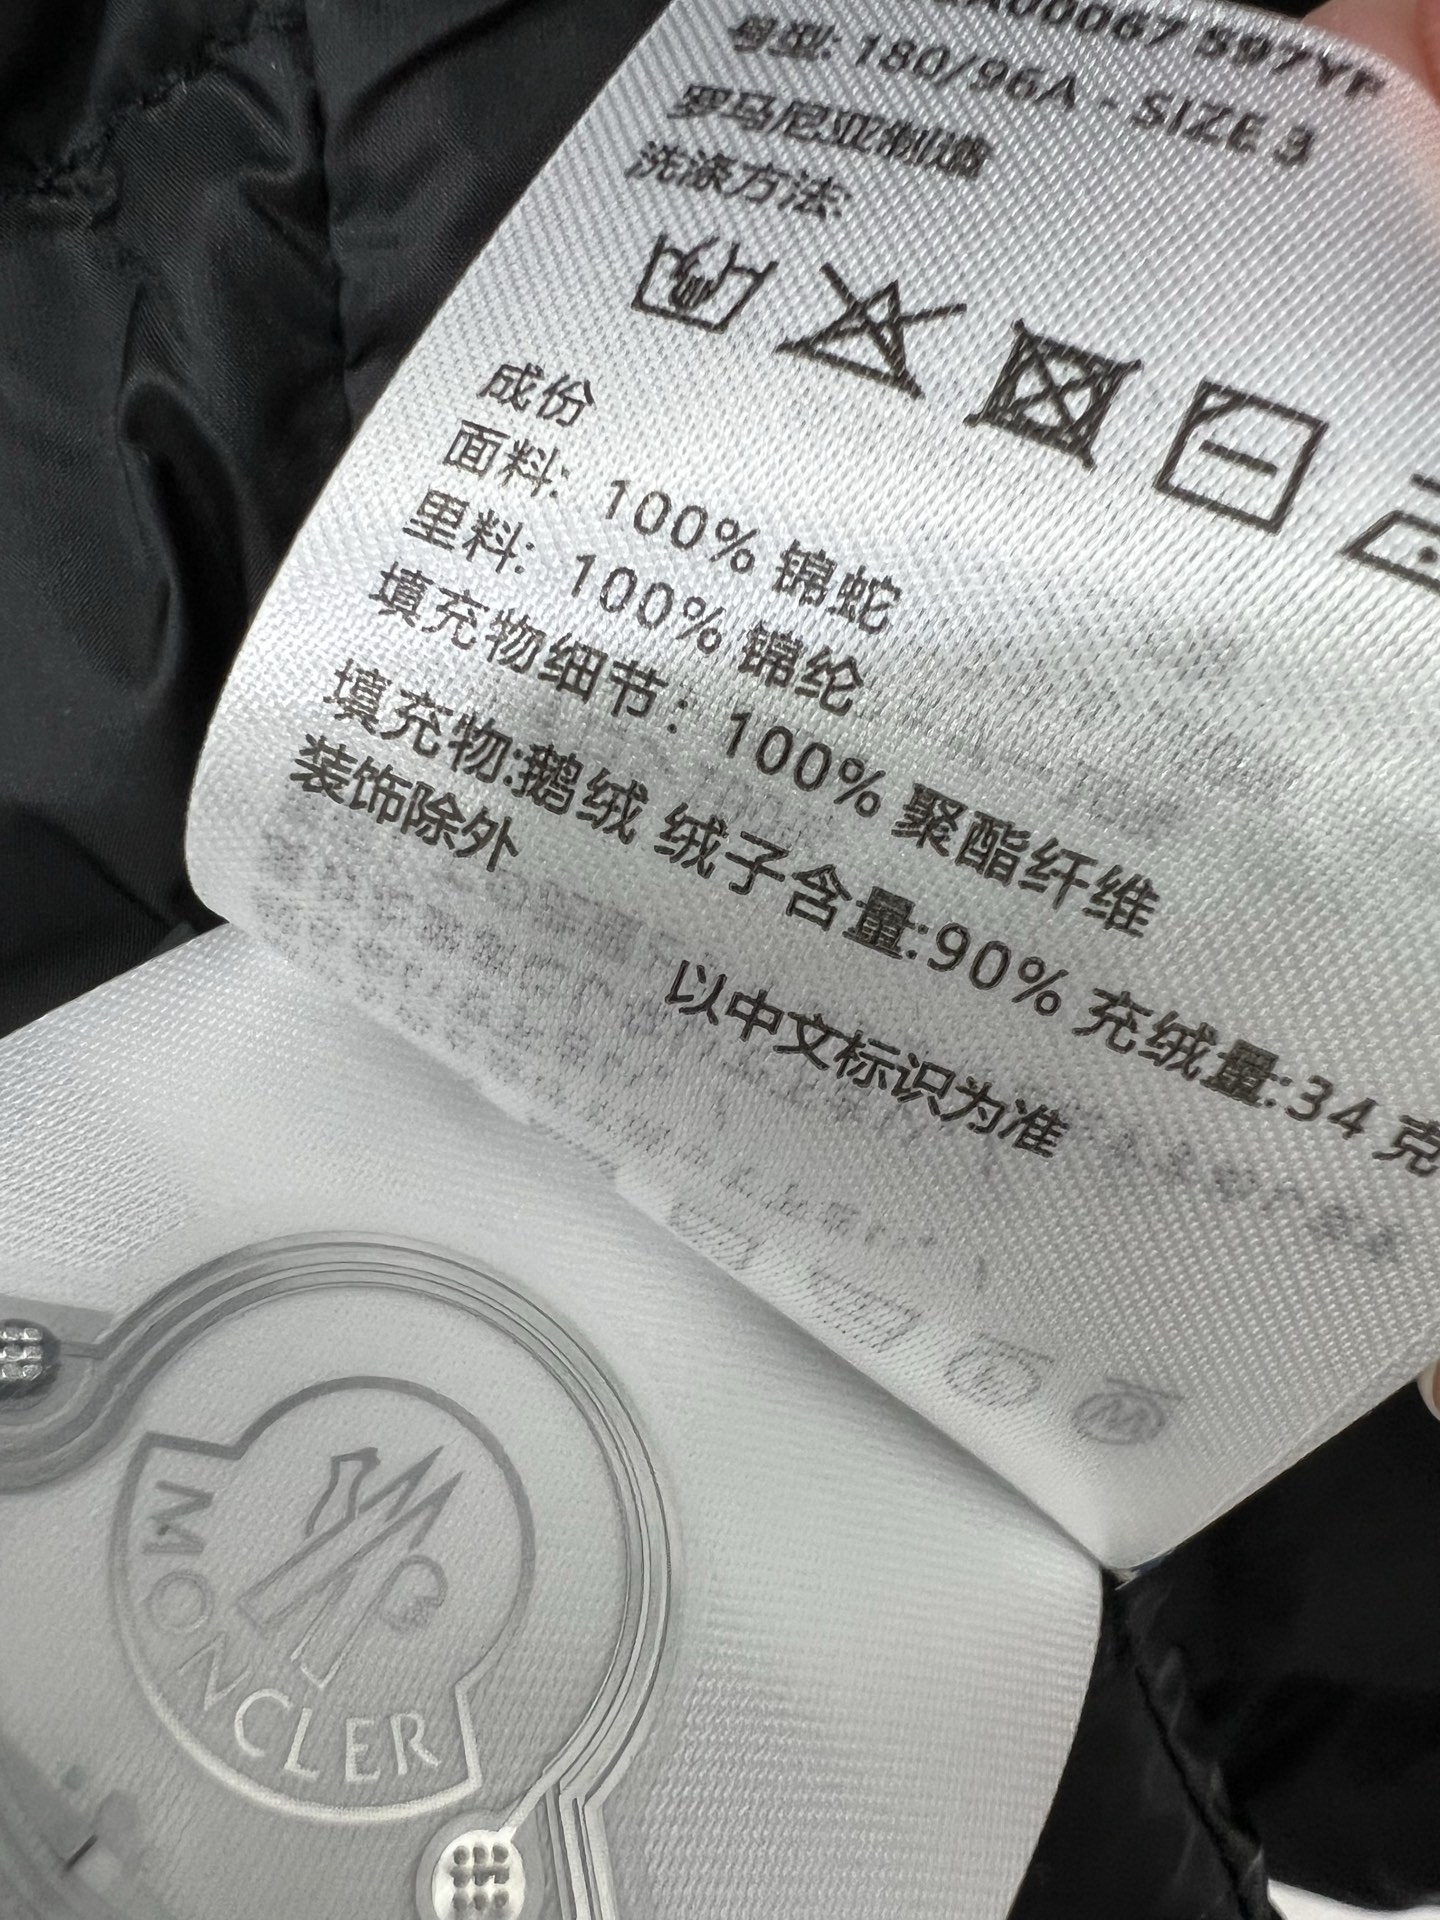 A00067 597YF
号型: 180/96A - SIZE 3
罗马尼亚制造
洗涤方法:
成份
面料: 100% 锦蛇
里料: 100% 锦纶
填充物细节: 100% 聚酯纤维
填充物:鹅绒 绒子含量:90% 充绒量:34 克
装饰除外
以中文标识为准
MONCLER